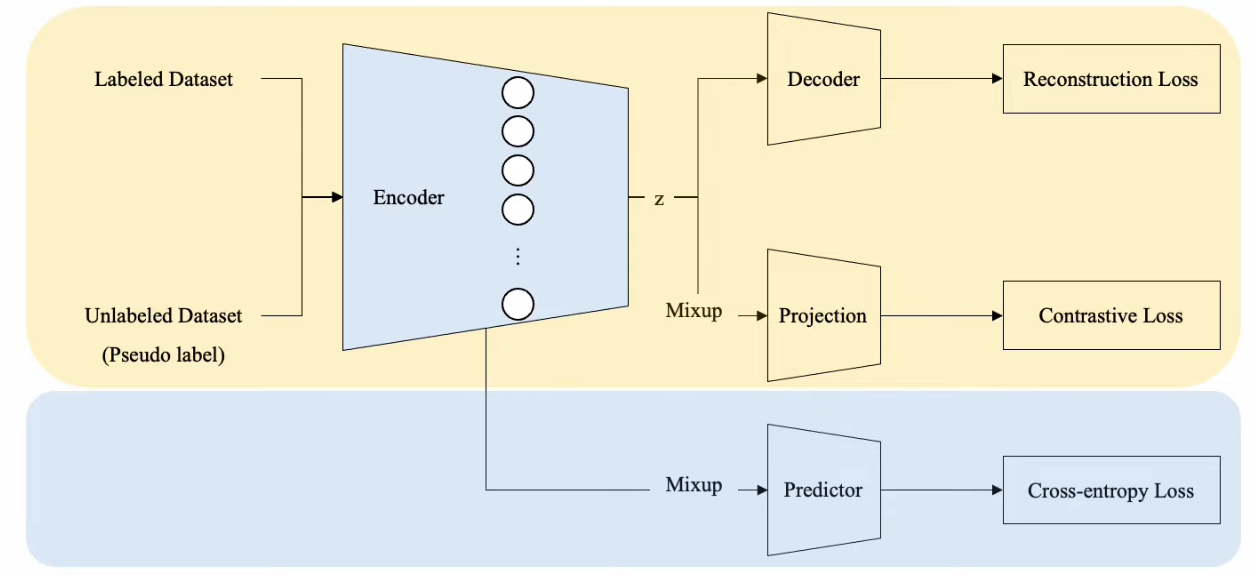 Labeled Dataset
Unlabeled Dataset
(Pseudo label)
Encoder
⋮
z
Mixup
Decoder
Reconstruction Loss
Projection
Contrastive Loss
Mixup
Predictor
Cross-entropy Loss